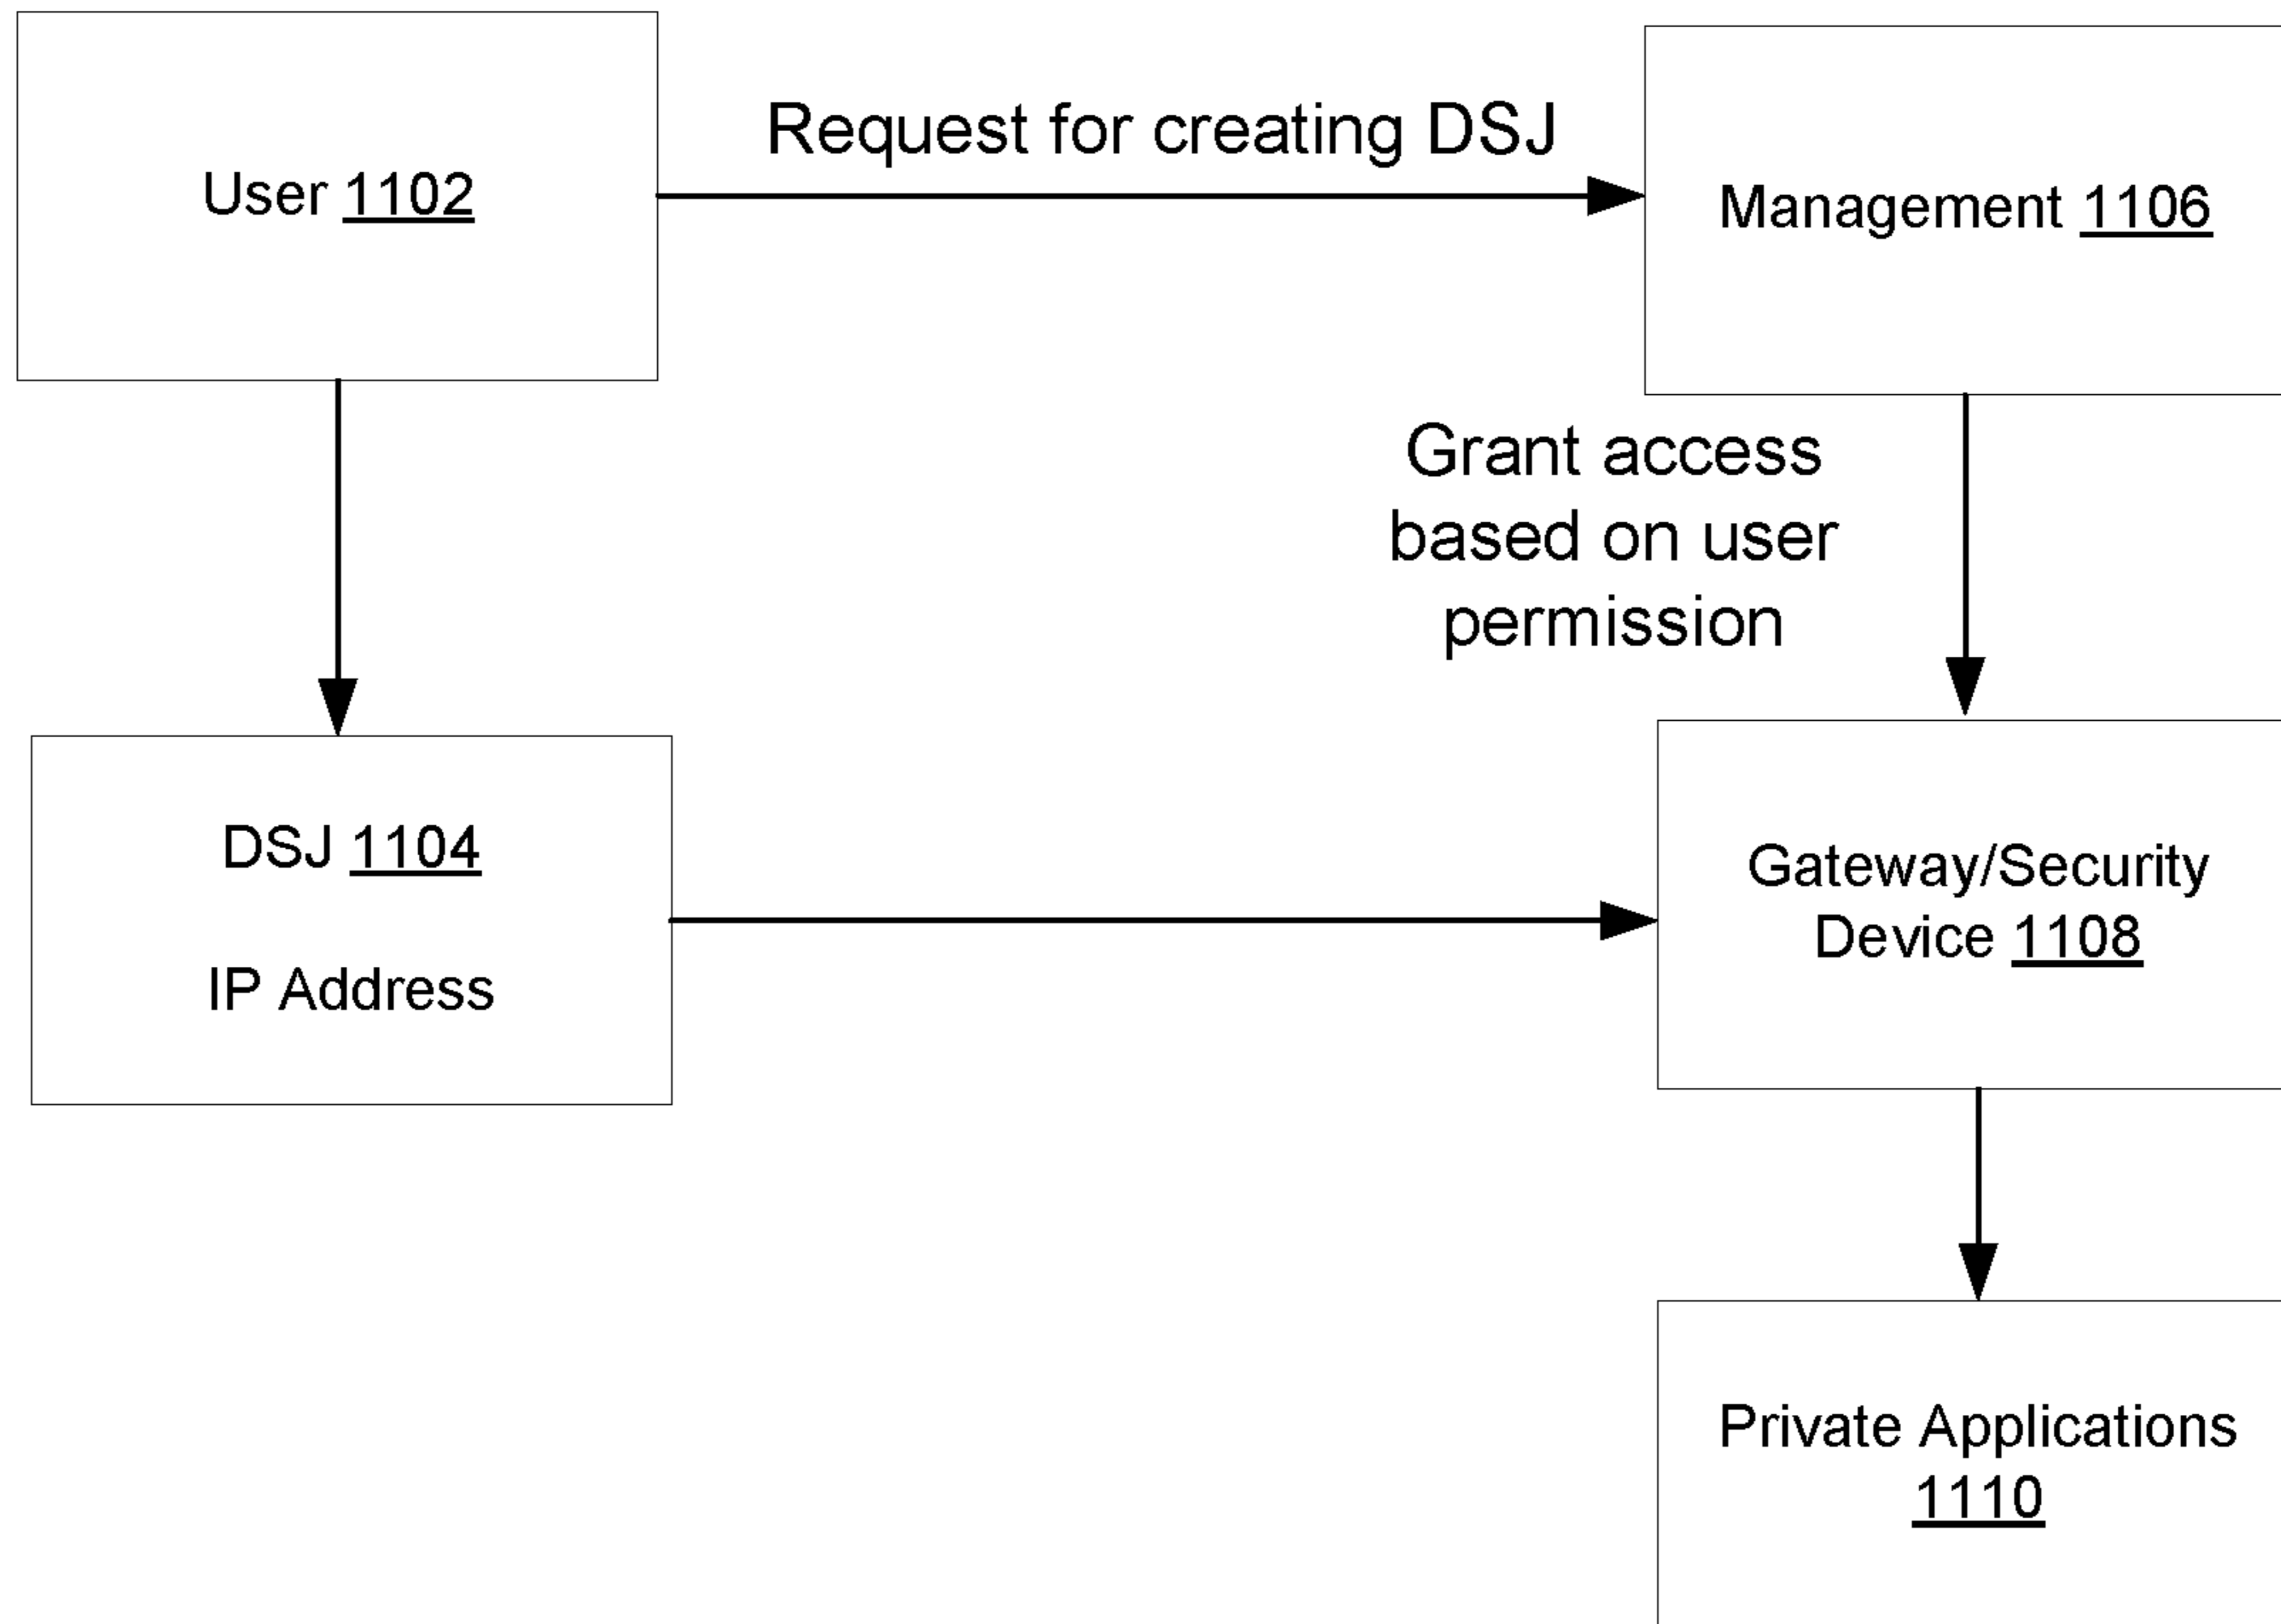 User 1102
Request for creating DSJ
Management 1106
Grant access
based on user
permission
DSJ 1104
IP Address
Gateway/Security
Device 1108
Private Applications
1110